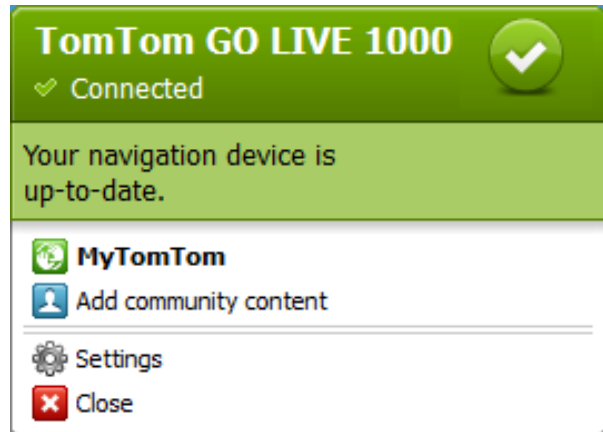 TomTom GO LIVE 1000
Connected
Your navigation device is
up-to-date.
MyTomTom
Add community content
Settings
Close